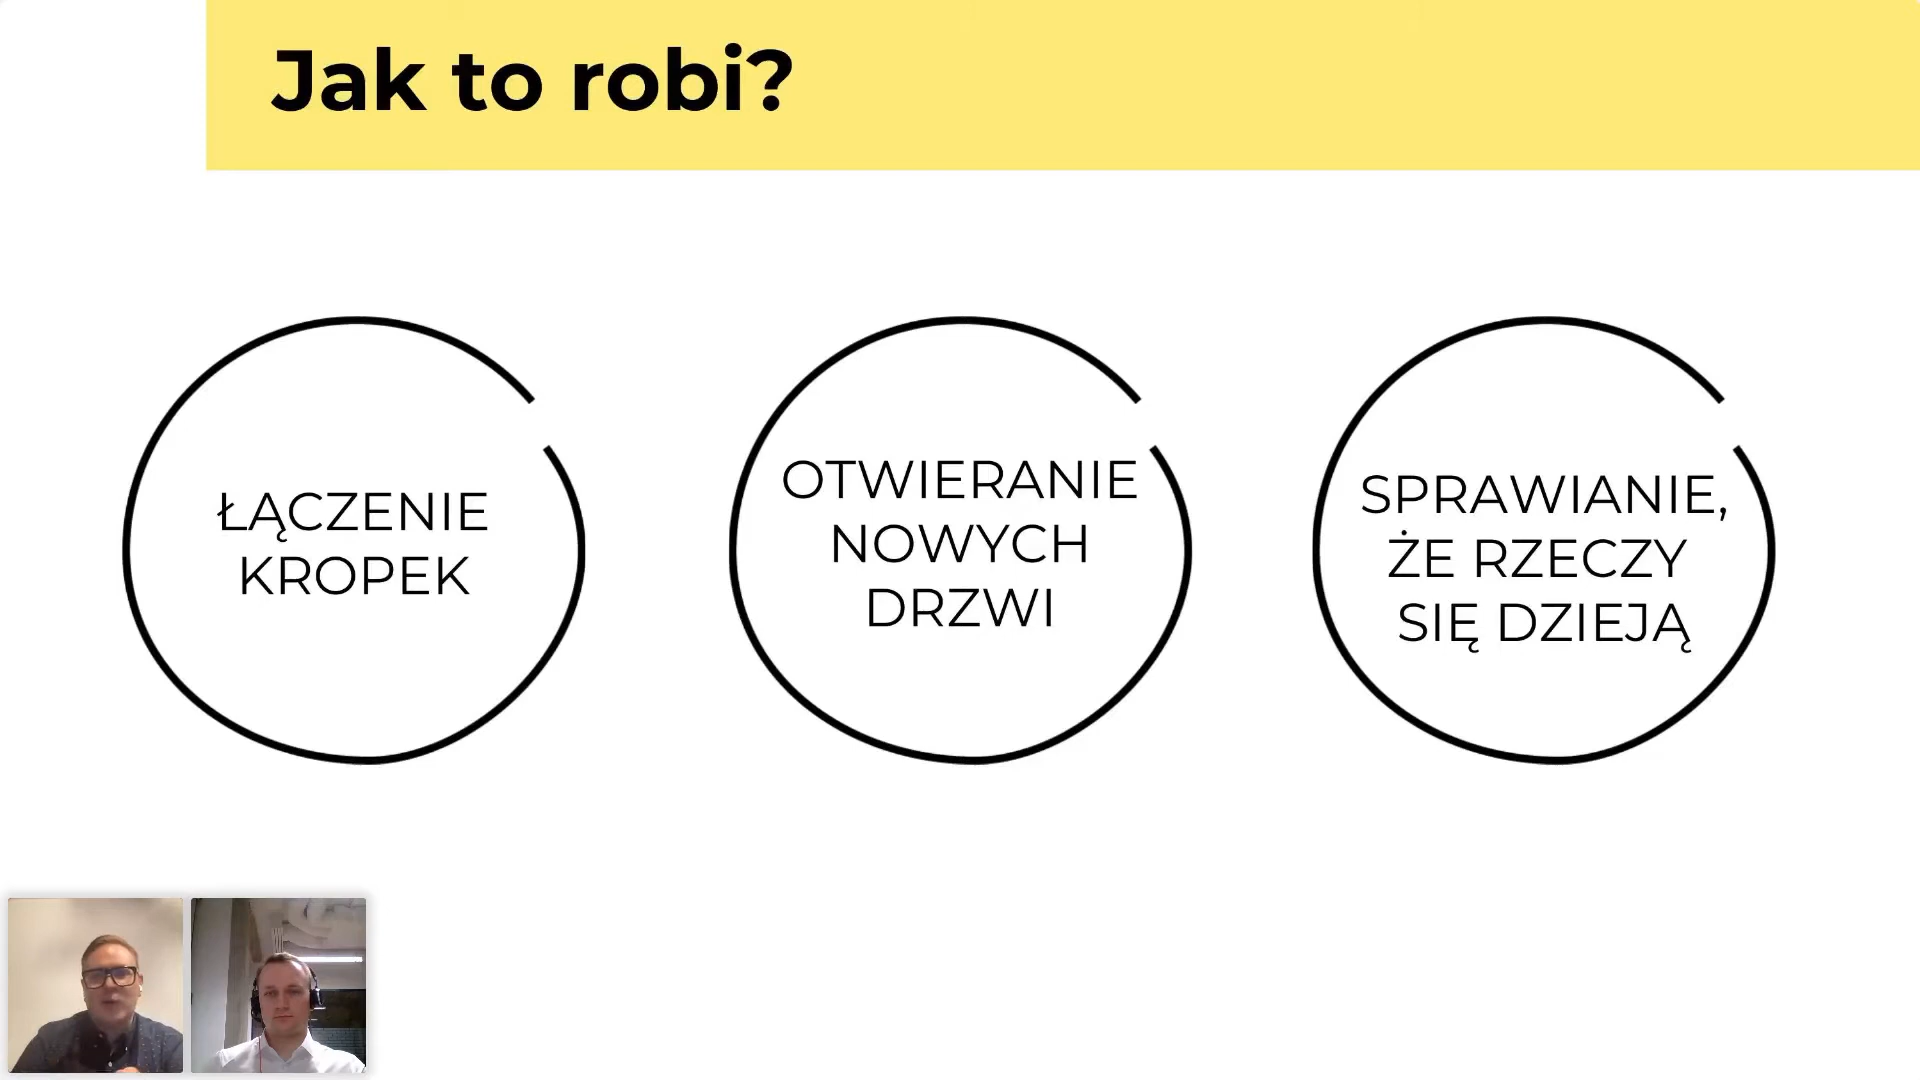 Jak to robi?
ŁĄCZENIE
KROPEK
OTWIERANIE
NOWYCH
DRZWI
SPRAWIANIE,
ŻE RZECZY
SIĘ DZIEJĄ